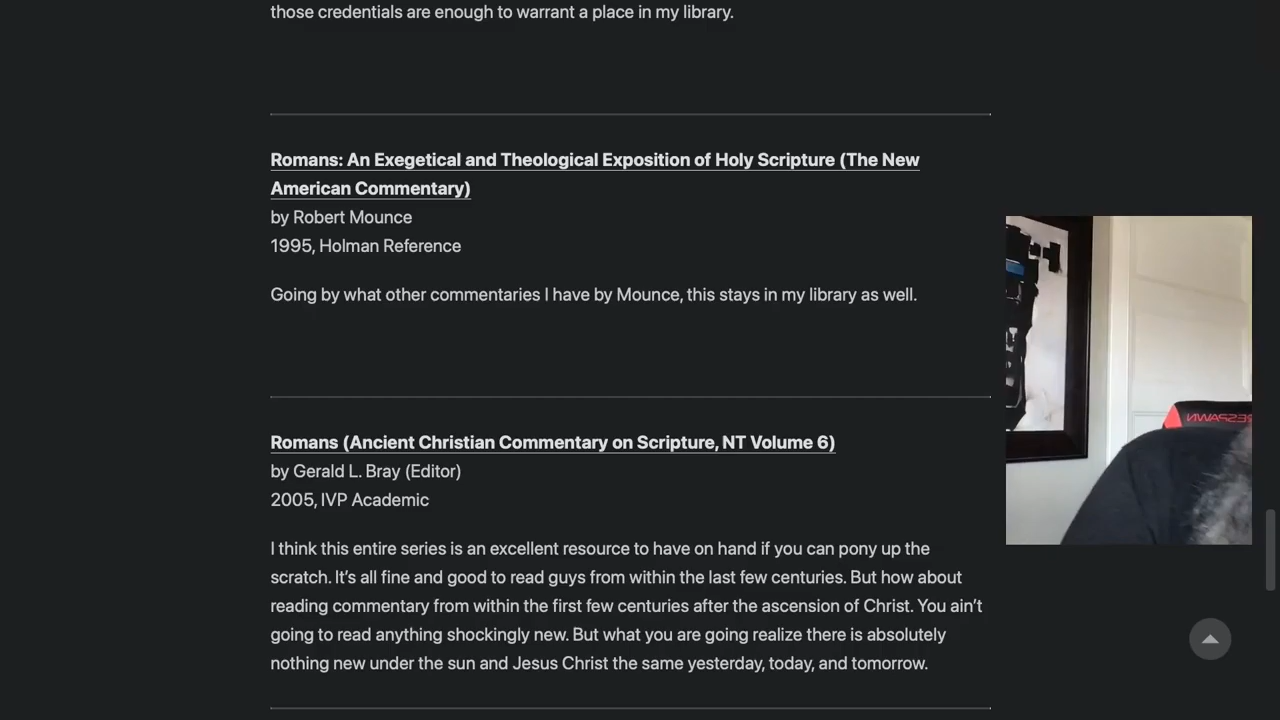 those credentials are enough to warrant a place in my library.
Romans: An Exegetical and Theological Exposition of Holy Scripture (The New
American Commentary)
by Robert Mounce
1995, Holman Reference
Going by what other commentaries I have by Mounce, this stays in my library as well.
Romans (Ancient Christian Commentary on Scripture, NT Volume 6)
by Gerald L. Bray (Editor)
2005, IVP Academic
I think this entire series is an excellent resource to have on hand if you can pony up the
scratch. It’s all fine and good to read guys from within the last few centuries. But how about
reading commentary from within the first few centuries after the ascension of Christ. You ain’t
going to read anything shockingly new. But what you are going realize there is absolutely
nothing new under the sun and Jesus Christ the same yesterday, today, and tomorrow.
RESPAWN